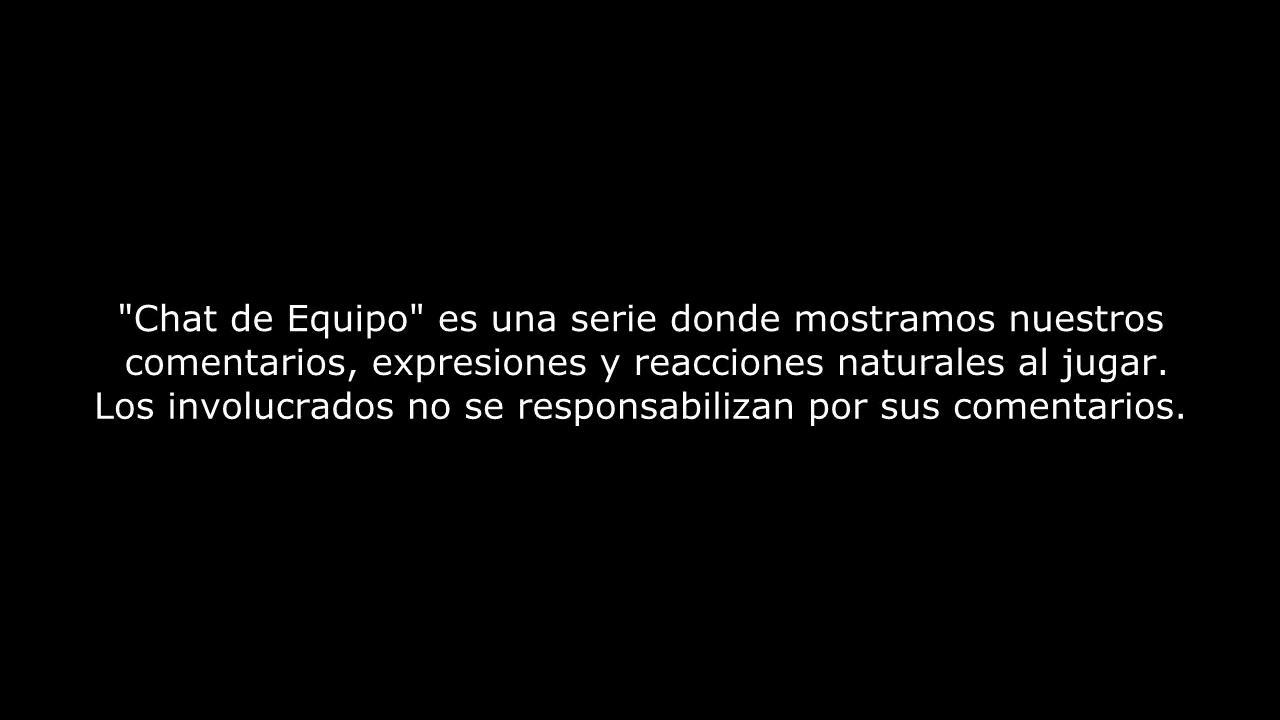 "Chat de Equipo" es una serie donde mostramos nuestros
comentarios, expresiones y reacciones naturales al jugar.
Los involucrados no se responsabilizan por sus comentarios.